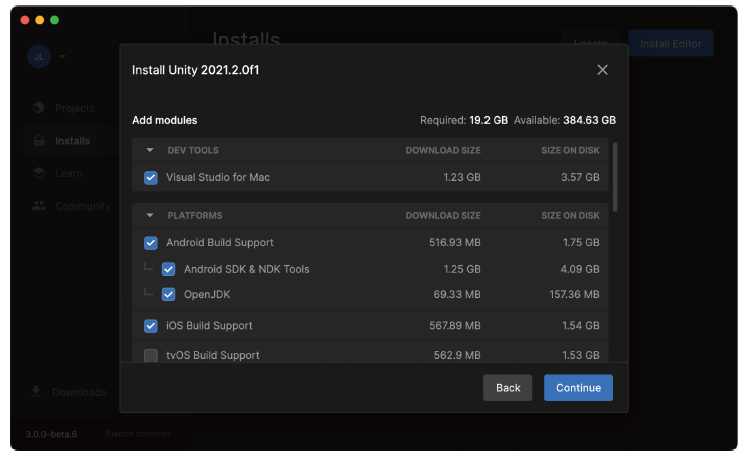 Installs
JL
Locate
Install Editor
Install Unity 2021.2.0f1
Add modules
Required: 19.2 GB Available: 384.63 GB
DEV TOOLS DOWNLOAD SIZE SIZE ON DISK
Visual Studio for Mac 1.23 GB 3.57 GB
PLATFORMS DOWNLOAD SIZE SIZE ON DISK
Android Build Support 516.93 MB 1.75 GB
Android SDK & NDK Tools 1.25 GB 4.09 GB
OpenJDK 69.33 MB 157.36 MB
iOS Build Support 567.89 MB 1.54 GB
tvOS Build Support 562.9 MB 1.53 GB
Back
Continue
Projects
Installs
Learn
Community
Downloads
3.0.0-beta.6 Switch channel